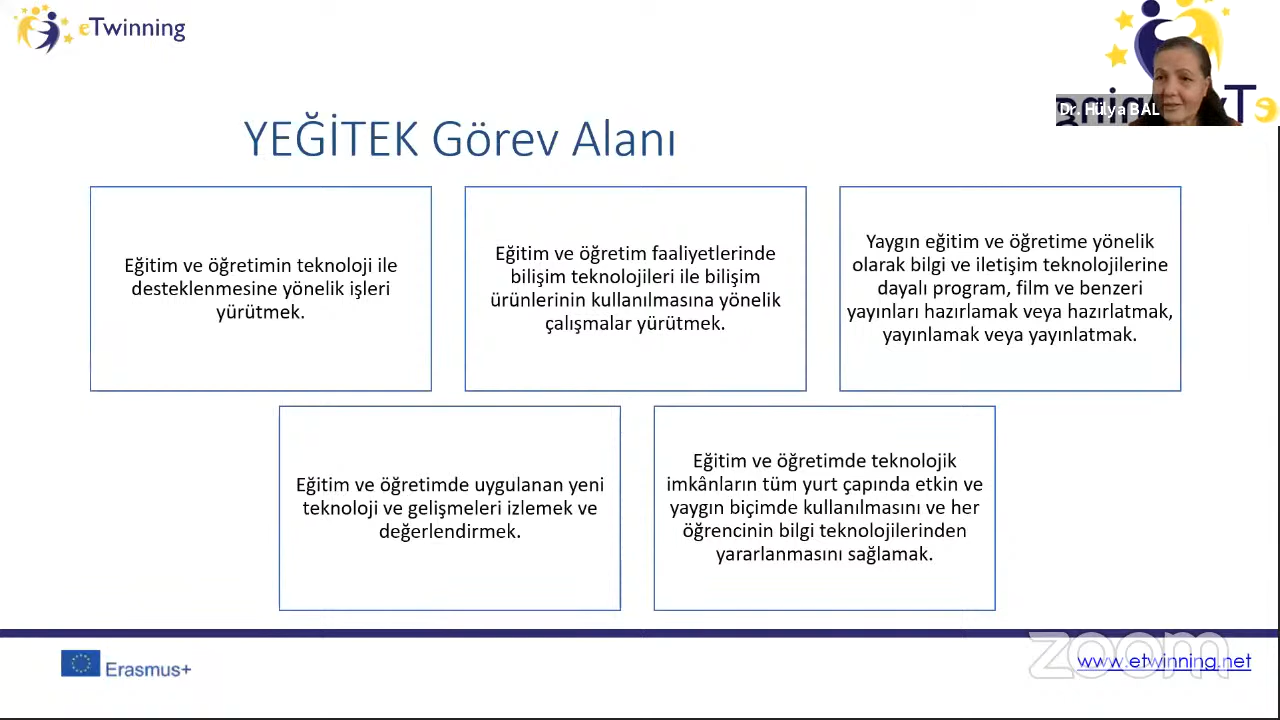 eTwinning
Dr. Hülya BAL
YEĞİTEK Görev Alanı
Eğitim ve öğretimin teknoloji ile
desteklenmesine yönelik işleri
yürütmek.
Eğitim ve öğretim faaliyetlerinde
bilişim teknolojileri ile bilişim
ürünlerinin kullanılmasına yönelik
çalışmalar yürütmek.
Yaygın eğitim ve öğretime yönelik
olarak bilgi ve iletişim teknolojilerine
dayalı program, film ve benzeri
yayınları hazırlamak veya hazırlatmak,
yayınlamak veya yayınlatmak.
Eğitim ve öğretimde uygulanan yeni
teknoloji ve gelişmeleri izlemek ve
değerlendirmek.
Eğitim ve öğretimde teknolojik
imkânların tüm yurt çapında etkin ve
yaygın biçimde kullanılmasını ve her
öğrencinin bilgi teknolojilerinden
yararlanmasını sağlamak.
Erasmus+
zoom
www.etwinning.net